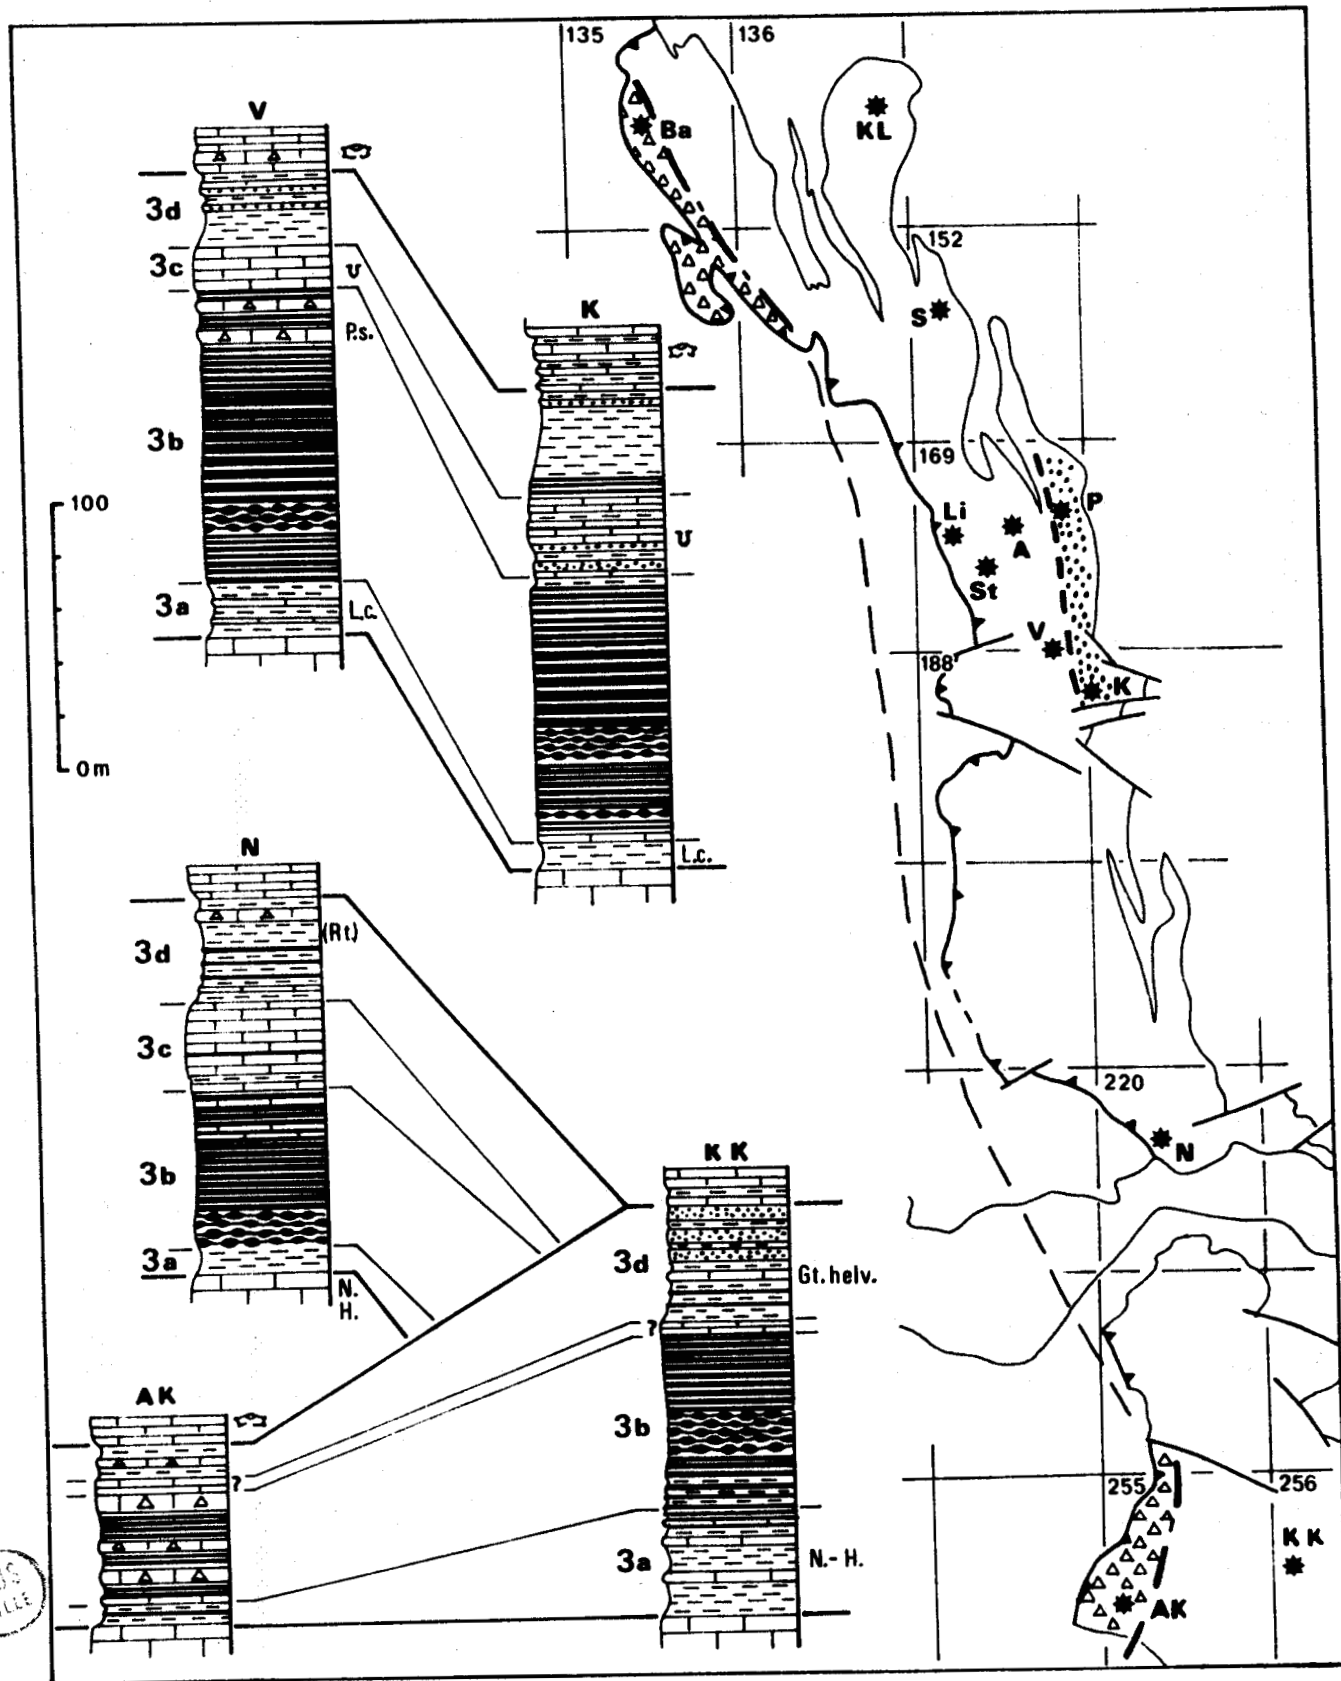 V
3d
3c
3b
3a
U
P.s.
L.c.
100
0m
K
U
L.c.
N
3d
3c
3b
3a
(Rt)
N.
H.
AK
?
KK
3d
?
3b
3a
Gt. helv.
N.-H.
135
136
Ba
KL
152
S
169
P
Li
A
St
V
188
K
220
N
255
256
KK
AK